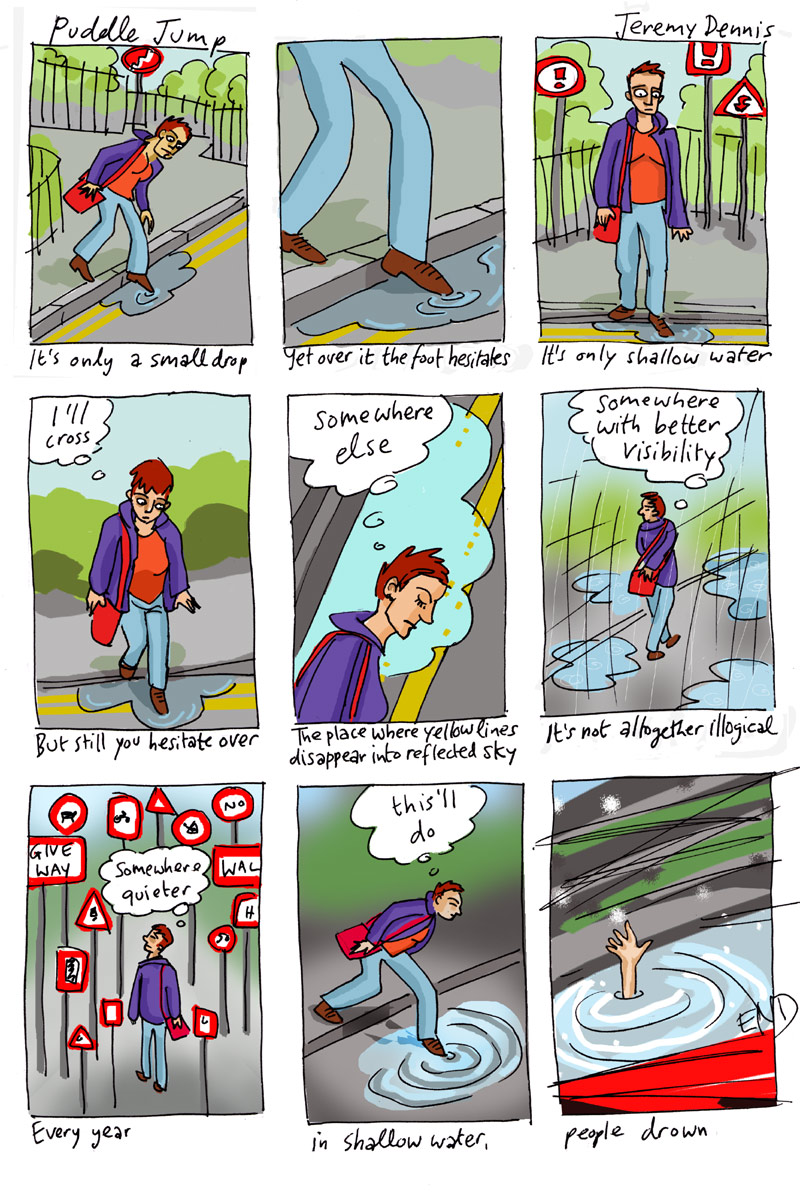 Puddle Jump
Jeremy Dennis
It's only a small drop
Yet over it the foot hesitates
It's only shallow water
I'll
cross
But still you hesitate over
Somewhere
else
The place where yellow lines
disappear into reflected sky
Somewhere
with better
visibility
It's not altogether illogical
NO
GIVE
WAY
WAL
H
Somewhere
quieter
Every year
this'll
do
in shallow water,
END
people drown